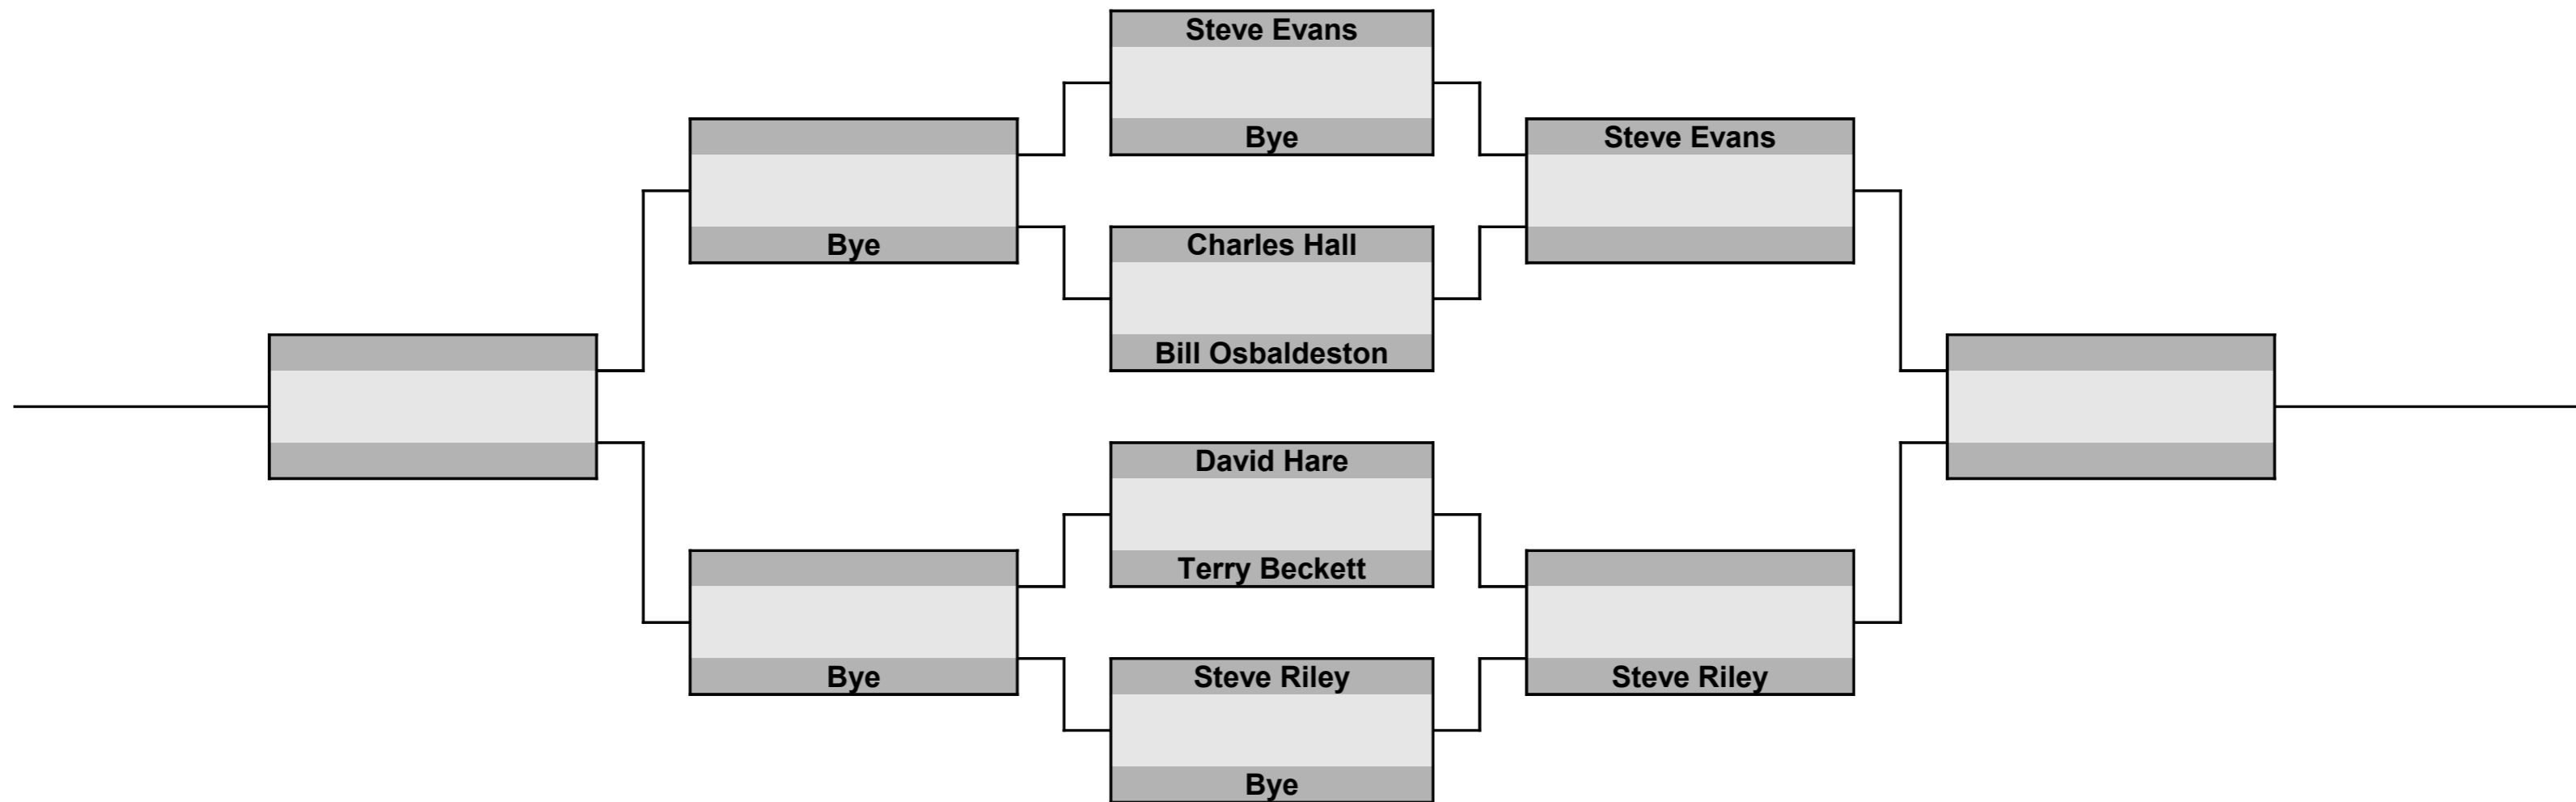 Steve Evans
Bye
Steve Evans
Bye
Charles Hall
Bill Osbaldeston
David Hare
Terry Beckett
Bye
Steve Riley
Steve Riley
Bye